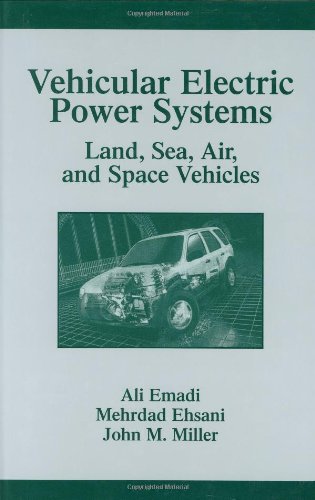 Vehicular Electric
Power Systems
Land, Sea, Air,
and Space Vehicles
Ali Emadi
Mehrdad Ehsani
John M. Miller